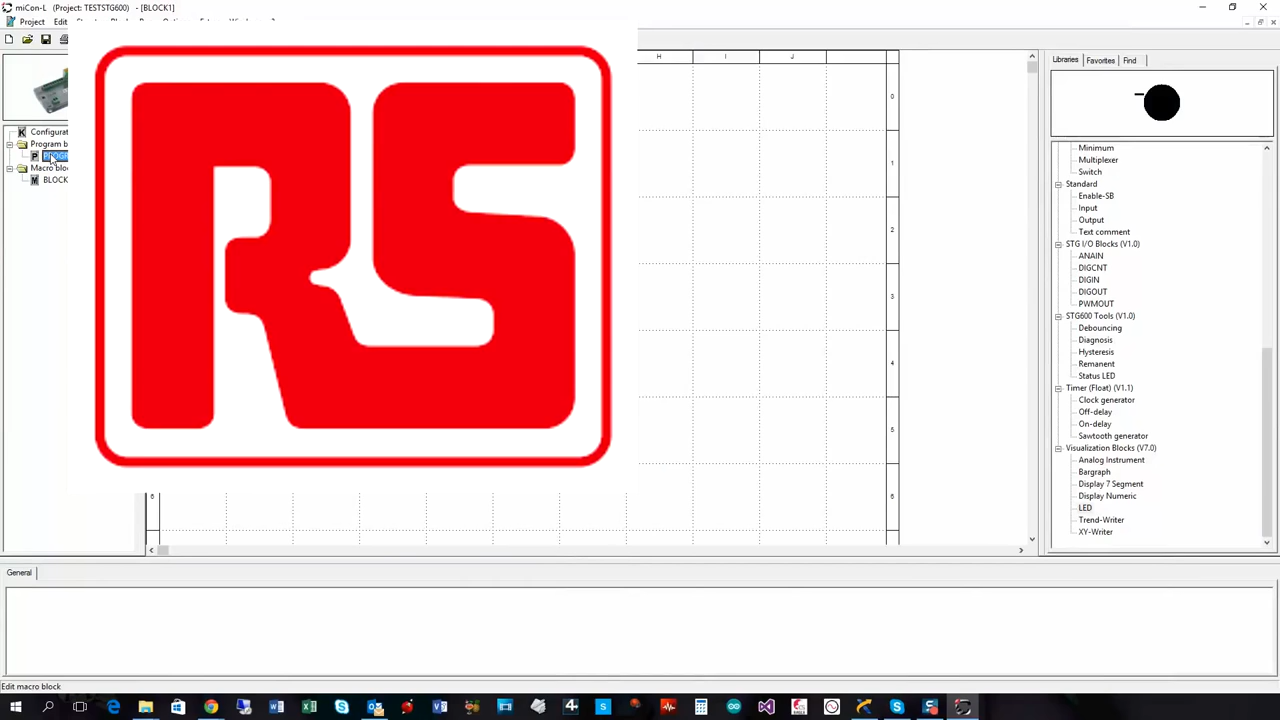 miCon-L (Project: TESTSTG600) - [BLOCK1]
Project Edit
RS
H I J
0
1
2
3
4
5
6
6
Program b
Macro bloc
BLOCK
Libraries Favorites Find
Minimum
Multiplexer
Switch
Standard
Enable-SB
Input
Output
Text comment
STG I/O Blocks (V1.0)
ANAIN
DIGCNT
DIGIN
DIGOUT
PWMOUT
STG600 Tools (V1.0)
Debouncing
Diagnosis
Hysteresis
Remanent
Status LED
Timer (Float) (V1.1)
Clock generator
Off-delay
On-delay
Sawtooth generator
Visualization Blocks (V7.0)
Analog Instrument
Bargraph
Display 7 Segment
Display Numeric
LED
Trend-Writer
XY-Writer
General
Edit macro block